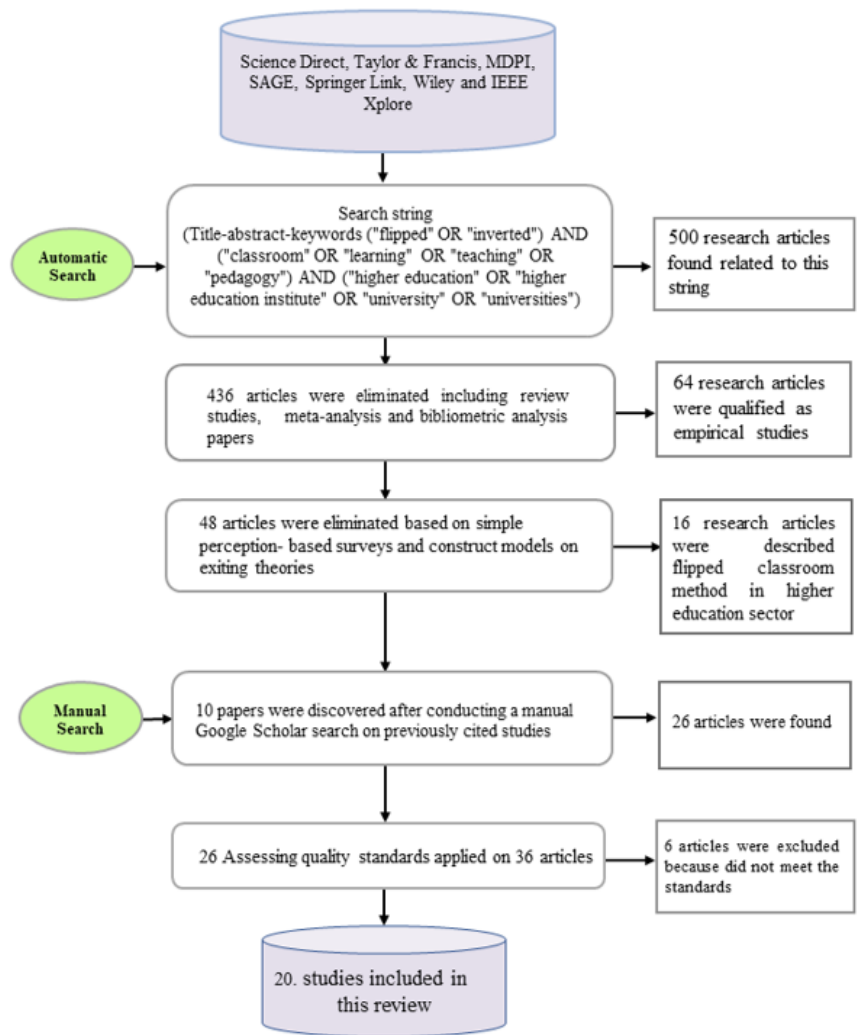 Science Direct, Taylor & Francis, MDPI,
SAGE, Springer Link, Wiley and IEEE
Xplore
Automatic
Search
Search string
(Title-abstract-keywords ("flipped" OR "inverted") AND
("classroom" OR "learning" OR "teaching" OR
"pedagogy") AND ("higher education" OR "higher
education institute" OR "university" OR "universities")
500 research articles
found related to this
string
436 articles were eliminated including review
studies, meta-analysis and bibliometric analysis
papers
64 research articles
were qualified as
empirical studies
48 articles were eliminated based on simple
perception- based surveys and construct models on
exiting theories
16 research articles
were described
flipped classroom
method in higher
education sector
Manual
Search
10 papers were discovered after conducting a manual
Google Scholar search on previously cited studies
26 articles were found
26 Assessing quality standards applied on 36 articles
6 articles were excluded
because did not meet the
standards
20. studies included in
this review